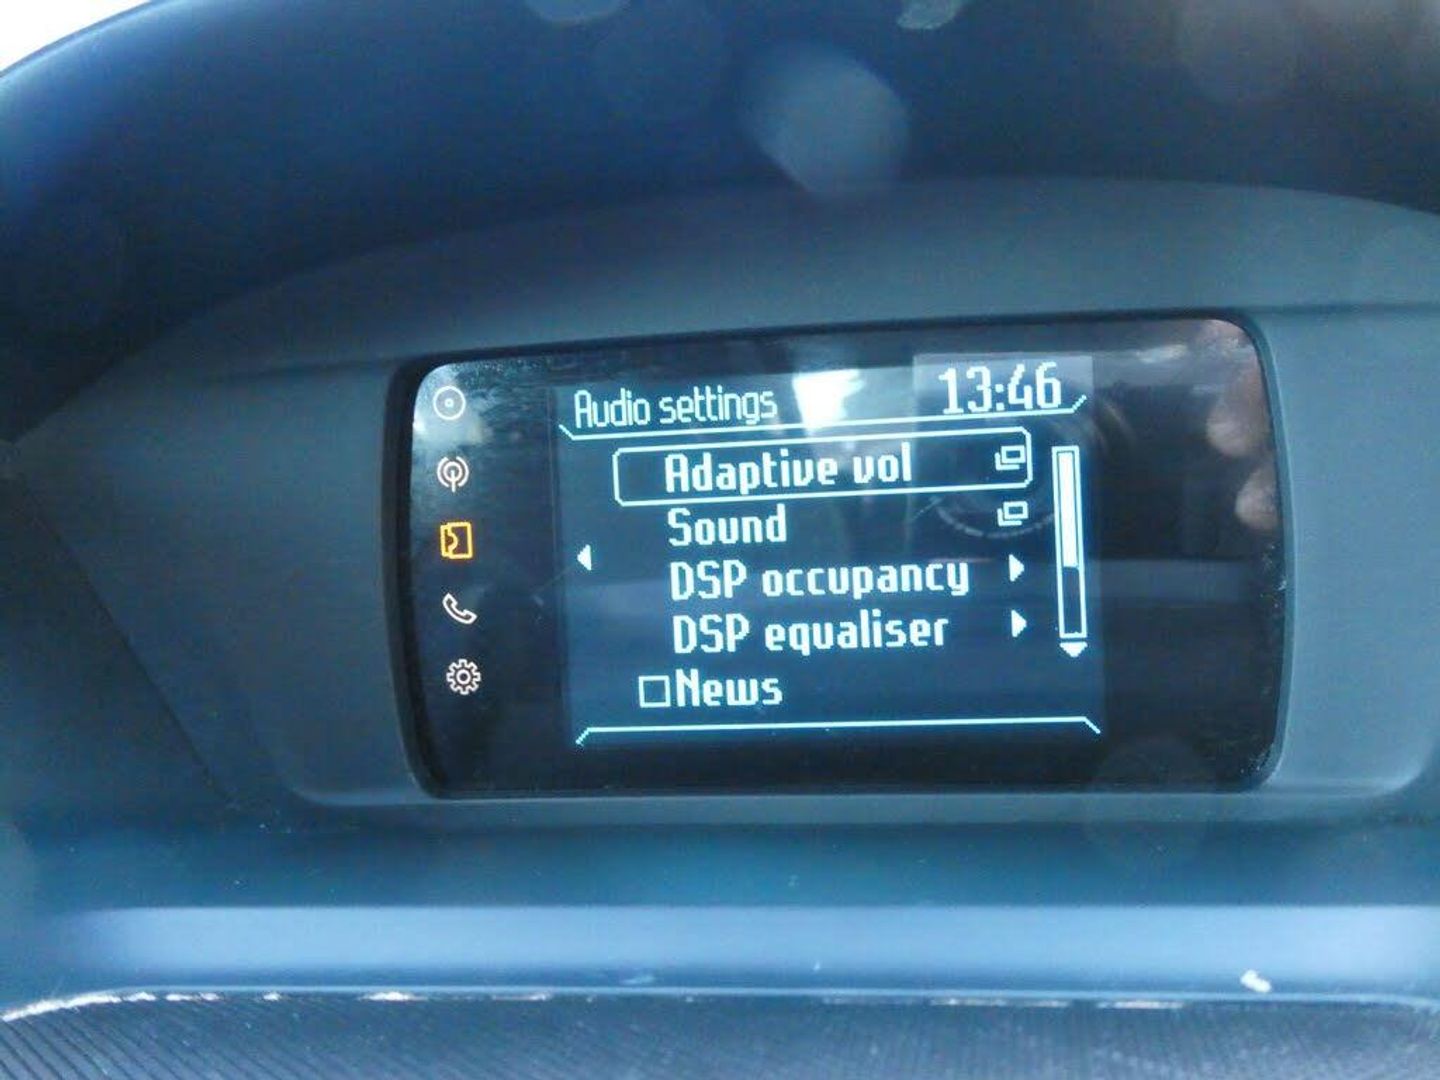 Audio settings 13:46
Adaptive vol
Sound
DSP occupancy
DSP equaliser
News